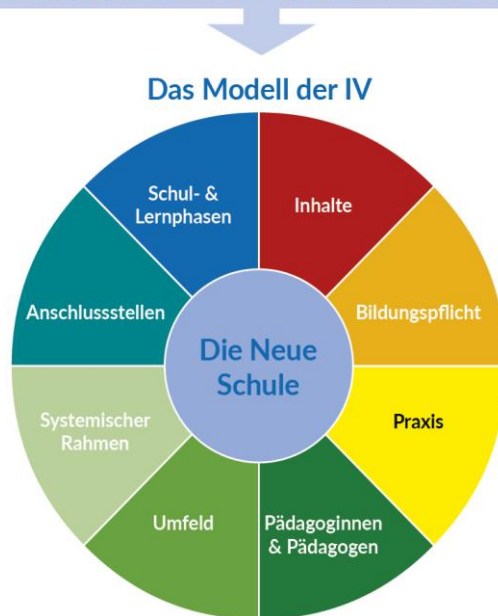 Das Modell der IV
Schul- &
Lernphasen
Inhalte
Anschlussstellen
Bildungspflicht
Die Neue
Schule
Systemischer
Rahmen
Praxis
Umfeld
Pädagoginnen
& Pädagogen